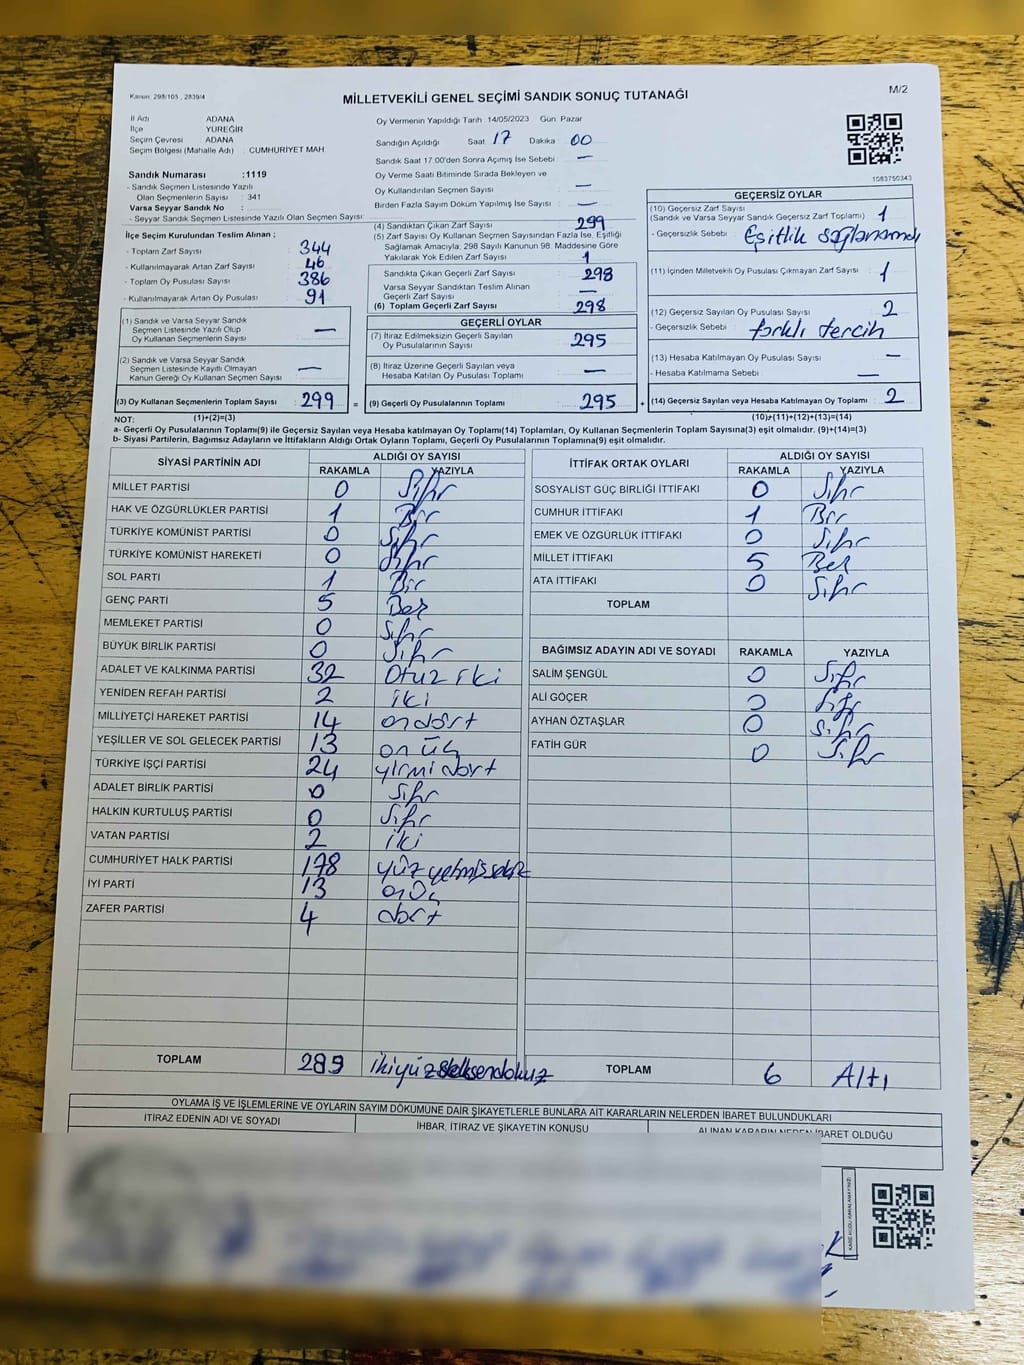 Kanun: 298/105 , 2839/4
MİLLETVEKİLİ GENEL SEÇİMİ SANDIK SONUÇ TUTANAĞI
M/2
İl Adı ADANA
İlçe YÜREĞİR
Seçim Çevresi ADANA
Seçim Bölgesi (Mahalle Adı) : CUMHURİYET MAH.
Sandık Numarası :1119
- Sandık Seçmen Listesinde Yazılı
Olan Seçmenlerin Sayısı : 341
Varsa Seyyar Sandık No :
- Seyyar Sandık Seçmen Listesinde Yazılı Olan Seçmen Sayısı:
Oy Vermenin Yapıldığı Tarih :14/05/2023 Gün: Pazar
Sandığın Açıldığı Saat 17 Dakika 00
Sandık Saat 17:00'den Sonra Açımış İse Sebebi —
Oy Verme Saati Bitiminde Sırada Bekleyen ve
Oy Kullandırılan Seçmen Sayısı —
Birden Fazla Sayım Döküm Yapılmış İse Sayısı —
1083750343
İlçe Seçim Kurulundan Teslim Alınan ;
- Toplam Zarf Sayısı 344
- Kullanılmayarak Artan Zarf Sayısı 46
- Toplam Oy Pusulası Sayısı 386
- Kullanılmayarak Artan Oy Pusulası 91
(4) Sandıktan Çıkan Zarf Sayısı 299
(5) Zarf Sayısı Oy Kullanan Seçmen Sayısından Fazla İse, Eşitliği
Sağlamak Amacıyla; 298 Sayılı Kanunun 98. Maddesine Göre
Yakılarak Yok Edilen Zarf Sayısı 1
Sandıkta Çıkan Geçerli Zarf Sayısı 298
Varsa Seyyar Sandıktan Teslim Alınan
Geçerli Zarf Sayısı —
(6) Toplam Geçerli Zarf Sayısı 298
GEÇERSİZ OYLAR
(10) Geçersiz Zarf Sayısı
(Sandık ve Varsa Seyyar Sandık Geçersiz Zarf Toplamı) 1
- Geçersizlik Sebebi : Eşitlik sağlanamadı
(11) İçinden Milletvekili Oy Pusulası Çıkmayan Zarf Sayısı 1
(12) Geçersiz Sayılan Oy Pusulası Sayısı 2
- Geçersizlik Sebebi : farklı tercih
(13) Hesaba Katılmayan Oy Pusulası Sayısı —
- Hesaba Katılmama Sebebi : —
(1) Sandık ve Varsa Seyyar Sandık
Seçmen Listesinde Yazılı Olup
Oy Kullanan Seçmenlerin Sayısı —
(2) Sandık ve Varsa Seyyar Sandık
Seçmen Listesinde Kayıtlı Olmayan
Kanun Gereği Oy Kullanan Seçmen Sayısı —
GEÇERLİ OYLAR
(7) İtiraz Edilmeksizin Geçerli Sayılan
Oy Pusulalarının Sayısı 295
(8) İtiraz Üzerine Geçerli Sayılan veya
Hesaba Katılan Oy Pusulası Toplamı —
(3) Oy Kullanan Seçmenlerin Toplam Sayısı : 299 = (9) Geçerli Oy Pusulalarının Toplamı : 295 + (14) Geçersiz Sayılan veya Hesaba Katılmayan Oy Toplamı : 2
NOT: (1)+(2)=(3) (10)+(11)+(12)+(13)=(14)
a- Geçerli Oy Pusulalarının Toplamı(9) ile Geçersiz Sayılan veya Hesaba katılmayan Oy Toplamı(14) Toplamları, Oy Kullanan Seçmenlerin Toplam Sayısına(3) eşit olmalıdır. (9)+(14)=(3)
b- Siyasi Partilerin, Bağımsız Adayların ve İttifakların Aldığı Ortak Oyların Toplamı, Geçerli Oy Pusulalarının Toplamına(9) eşit olmalıdır.
SİYASİ PARTİNİN ADI ALDIĞI OY SAYISI
RAKAMLA YAZIYLA
MİLLET PARTİSİ 0 Sıfır
HAK VE ÖZGÜRLÜKLER PARTİSİ 1 Bir
TÜRKİYE KOMÜNİST PARTİSİ 0 Sıfır
TÜRKİYE KOMÜNİST HAREKETİ 0 Sıfır
SOL PARTİ 1 Bir
GENÇ PARTİ 5 Beş
MEMLEKET PARTİSİ 0 Sıfır
BÜYÜK BİRLİK PARTİSİ 0 Sıfır
ADALET VE KALKINMA PARTİSİ 32 Otuz iki
YENİDEN REFAH PARTİSİ 2 iki
MİLLİYETÇİ HAREKET PARTİSİ 14 ondört
YEŞİLLER VE SOL GELECEK PARTİSİ 13 on üç
TÜRKİYE İŞÇİ PARTİSİ 24 yirmi dört
ADALET BİRLİK PARTİSİ 0 Sıfır
HALKIN KURTULUŞ PARTİSİ 0 Sıfır
VATAN PARTİSİ 2 iki
CUMHURİYET HALK PARTİSİ 178 yüz yetmiş sekiz
İYİ PARTİ 13 onüç
ZAFER PARTİSİ 4 dört
TOPLAM 289 ikiyüzseksendokuz
İTTİFAK ORTAK OYLARI ALDIĞI OY SAYISI
RAKAMLA YAZIYLA
SOSYALİST GÜÇ BİRLİĞİ İTTİFAKI 0 Sıfır
CUMHUR İTTİFAKI 1 Bir
EMEK VE ÖZGÜRLÜK İTTİFAKI 0 Sıfır
MİLLET İTTİFAKI 5 Beş
ATA İTTİFAKI 0 Sıfır
TOPLAM
BAĞIMSIZ ADAYIN ADI VE SOYADI RAKAMLA YAZIYLA
SALİM ŞENGÜL 0 Sıfır
ALİ GÖÇER 0 Sıfır
AYHAN ÖZTAŞLAR 0 Sıfır
FATİH GÜR 0 Sıfır
TOPLAM 6 Altı
OYLAMA İŞ VE İŞLEMLERİNE VE OYLARIN SAYIM DÖKÜMÜNE DAİR ŞİKAYETLERLE BUNLARA AİT KARARLARIN NELERDEN İBARET BULUNDUKLARI
İTİRAZ EDENİN ADI VE SOYADI İHBAR, İTİRAZ VE ŞİKAYETİN KONUSU ALINAN KARARIN NEDEN İBARET OLDUĞU